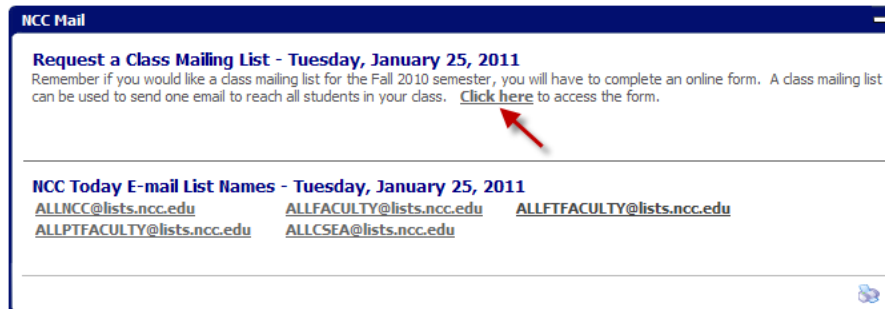 NCC Mail
Request a Class Mailing List - Tuesday, January 25, 2011
Remember if you would like a class mailing list for the Fall 2010 semester, you will have to complete an online form. A class mailing list
can be used to send one email to reach all students in your class. Click here to access the form.
NCC Today E-mail List Names - Tuesday, January 25, 2011
ALLNCC@lists.ncc.edu ALLFACULTY@lists.ncc.edu ALLFTFACULTY@lists.ncc.edu
ALLPTFACULTY@lists.ncc.edu ALLCSEA@lists.ncc.edu